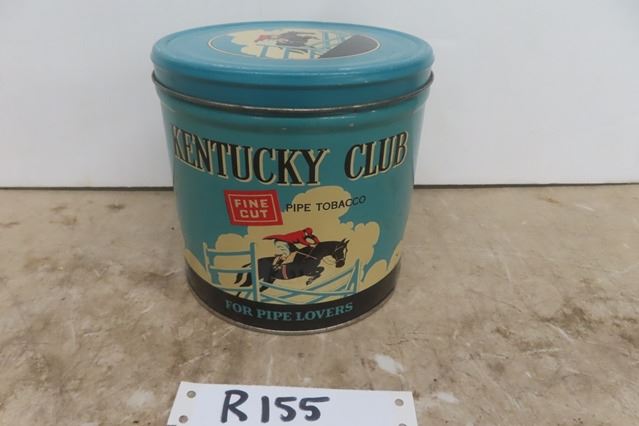 KENTUCKY CLUB
FINE
CUT
PIPE TOBACCO
FOR PIPE LOVERS
R155